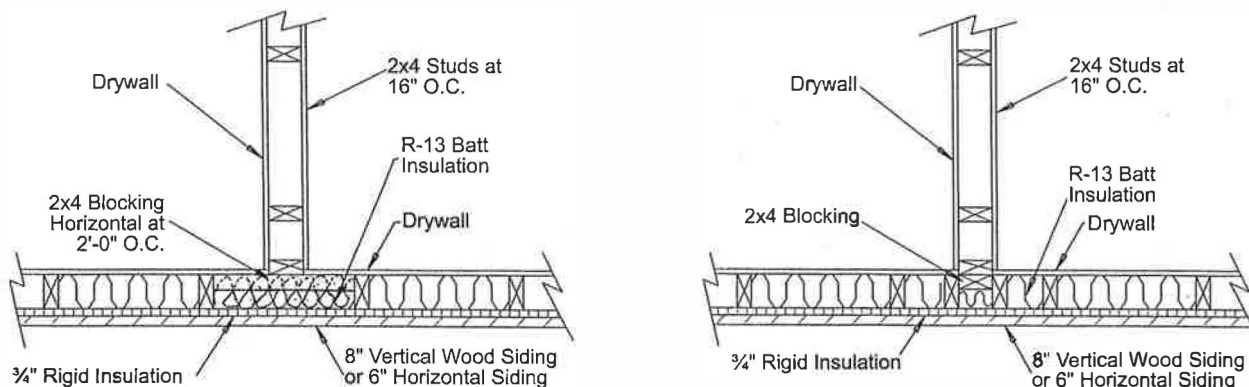 Drywall
2x4 Studs at
16" O.C.
R-13 Batt
Insulation
2x4 Blocking
Horizontal at
2'-0" O.C.
Drywall
¾" Rigid Insulation
8" Vertical Wood Siding
or 6" Horizontal Siding
Drywall
2x4 Studs at
16" O.C.
R-13 Batt
Insulation
2x4 Blocking
Drywall
¾" Rigid Insulation
8" Vertical Wood Siding
or 6" Horizontal Siding